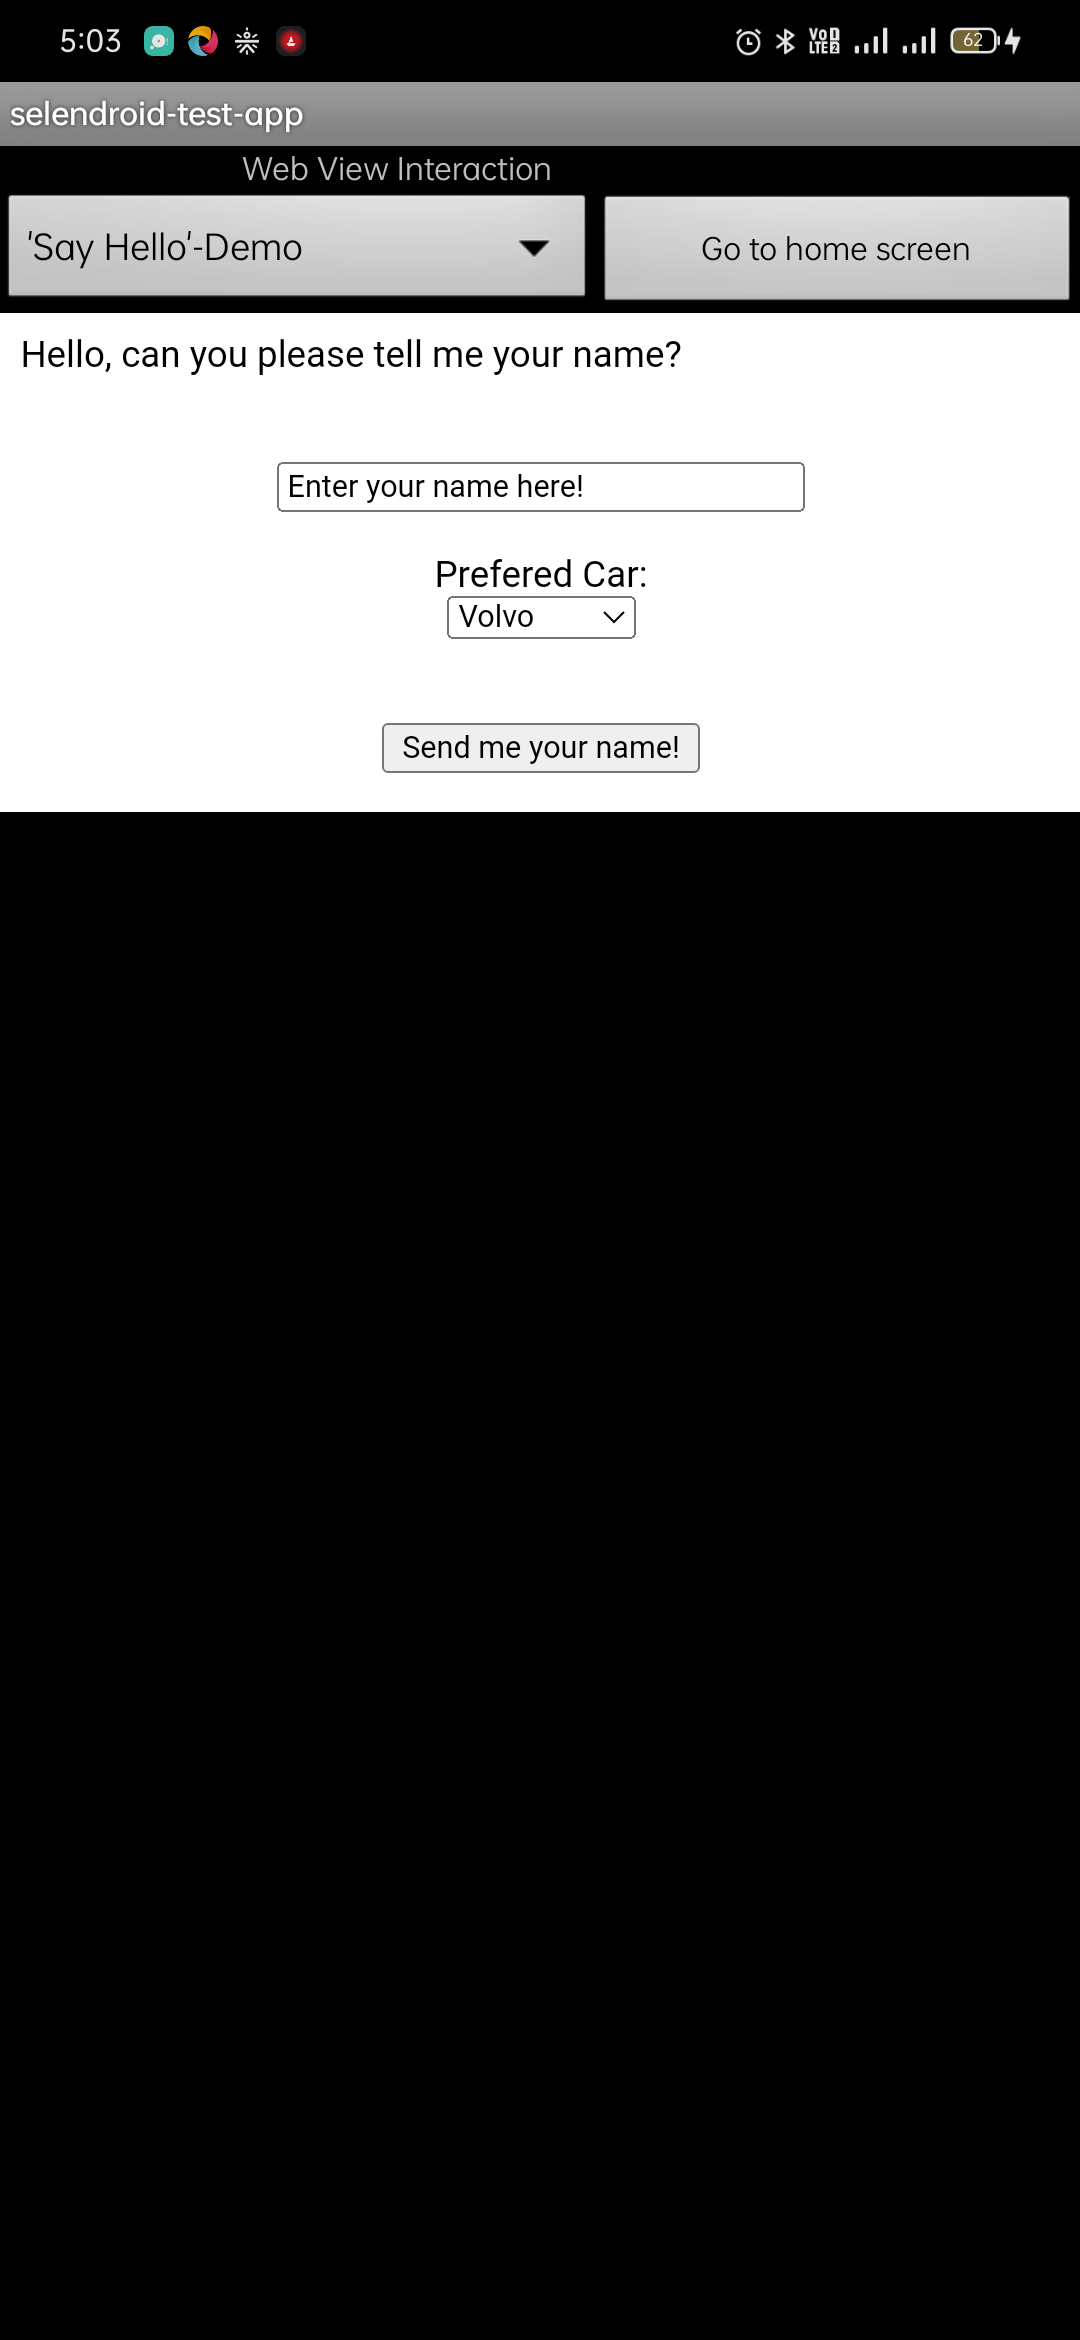 5:03
VoD LTE2 62
selendroid-test-app
Web View Interaction
'Say Hello'-Demo
Go to home screen
Hello, can you please tell me your name?
Enter your name here!
Prefered Car:
Volvo
Send me your name!